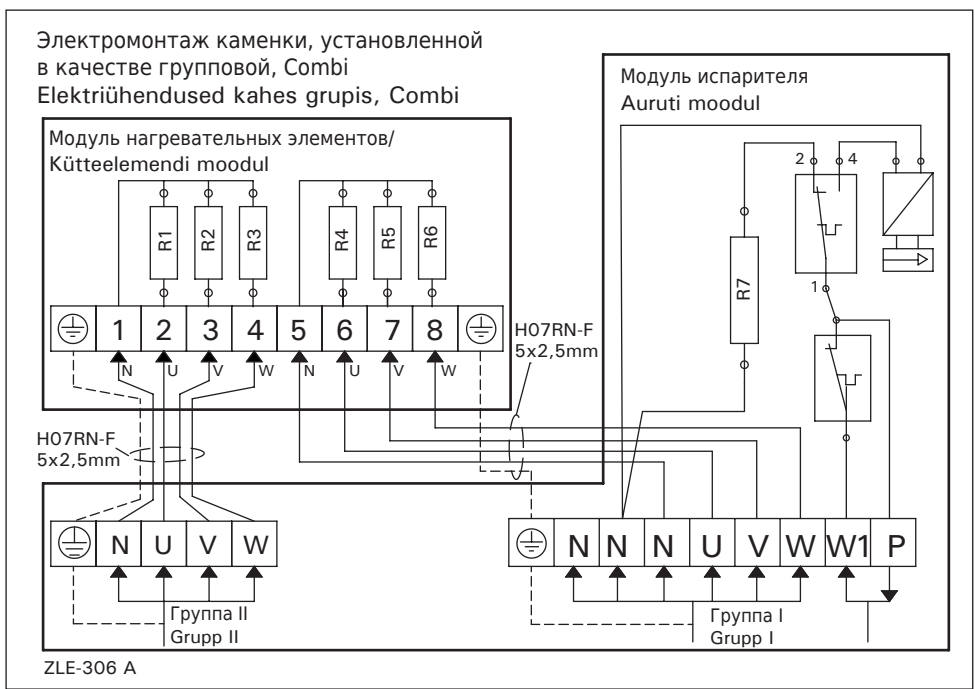 Электромонтаж каменки, установленной
в качестве групповой, Combi
Elektriühendused kahes grupis, Combi
Модуль испарителя
Auruti moodul
Модуль нагревательных элементов/
Kütteelemendi moodul
2 4
R1 R2 R3 R4 R5 R6
R7
1
1 2 3 4 5 6 7 8
H07RN-F
5x2,5mm
N U V W N U V W
H07RN-F
5x2,5mm
N U V W
N N N U V W W1 P
Группа II
Grupp II
Группа I
Grupp I
ZLE-306 A